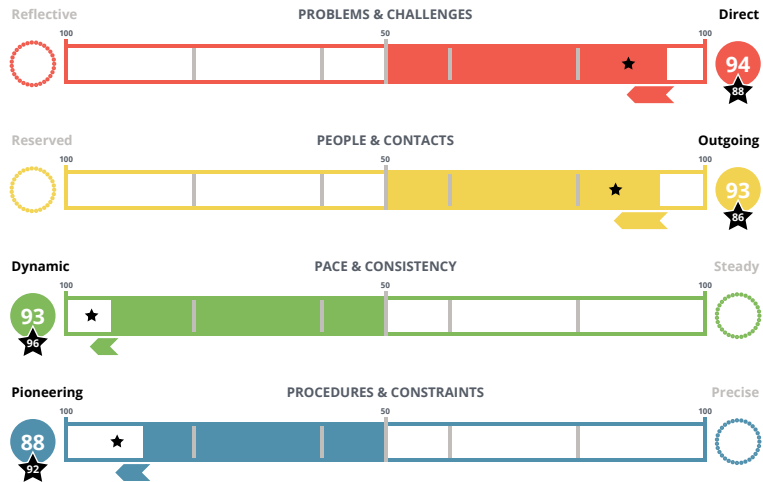 Reflective PROBLEMS & CHALLENGES Direct
100 50 100
94
88
Reserved PEOPLE & CONTACTS Outgoing
100 50 100
93
86
Dynamic PACE & CONSISTENCY Steady
100 50 100
93
96
Pioneering PROCEDURES & CONSTRAINTS Precise
100 50 100
88
92